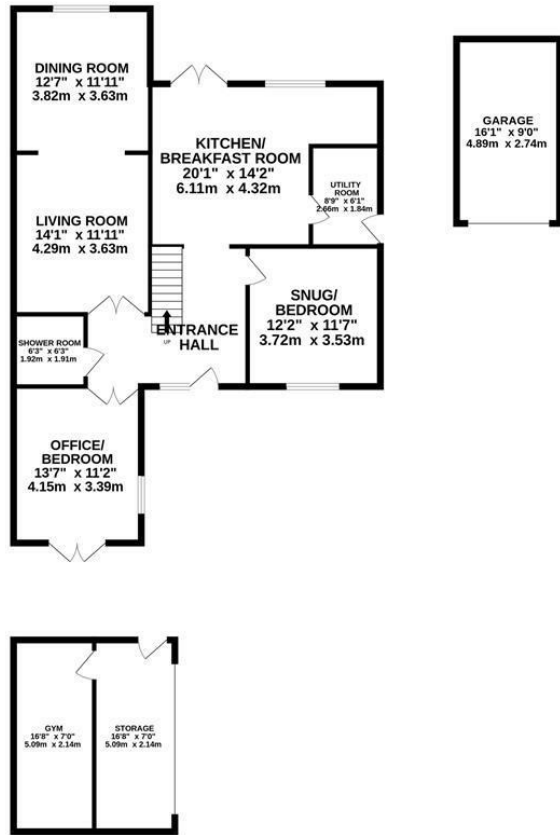 DINING ROOM
12'7" x 11'11"
3.82m x 3.63m
GARAGE
16'1" x 9'0"
4.89m x 2.74m
KITCHEN/
BREAKFAST ROOM
20'1" x 14'2"
6.11m x 4.32m
UTILITY
ROOM
8'9" x 6'1"
2.66m x 1.84m
LIVING ROOM
14'1" x 11'11"
4.29m x 3.63m
SNUG/
BEDROOM
12'2" x 11'7"
3.72m x 3.53m
ENTRANCE
HALL
UP
SHOWER ROOM
6'3" x 6'3"
1.92m x 1.91m
OFFICE/
BEDROOM
13'7" x 11'2"
4.15m x 3.39m
GYM
16'8" x 7'0"
5.09m x 2.14m
STORAGE
16'8" x 7'0"
5.09m x 2.14m